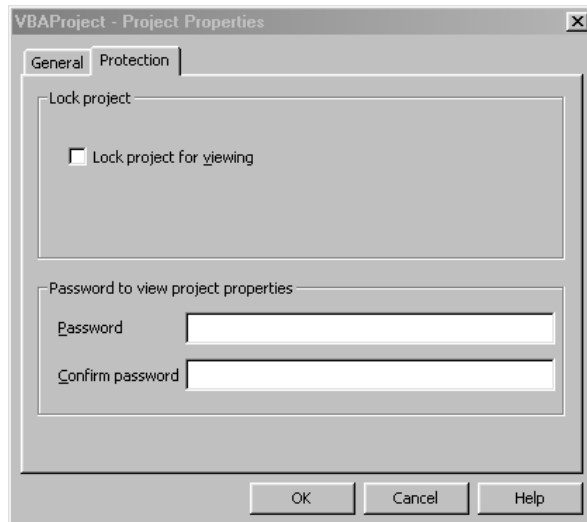 VBAProject - Project Properties
General Protection
Lock project
Lock project for viewing
Password to view project properties
Password
Confirm password
OK Cancel Help